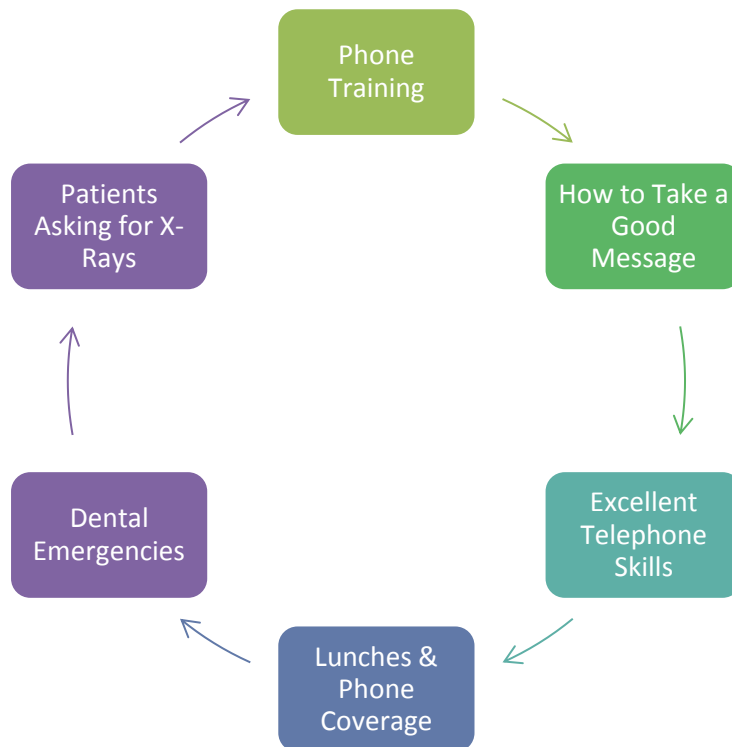 Phone
Training
How to Take a
Good
Message
Excellent
Telephone
Skills
Lunches &
Phone
Coverage
Dental
Emergencies
Patients
Asking for X-
Rays